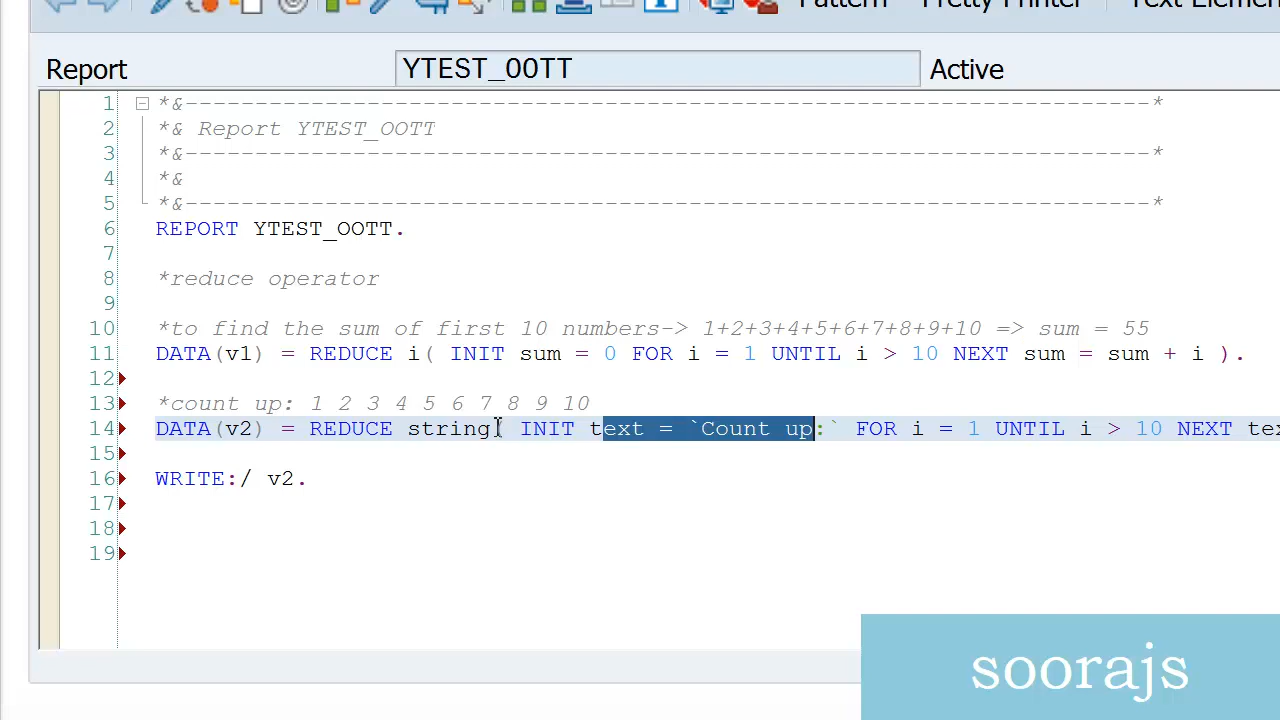 Pattern Pretty Printer Text Elemen
Report YTEST_OOTT Active
1 *&---------------------------------------------------------------------*
2 *& Report YTEST_OOTT
3 *&---------------------------------------------------------------------*
4 *&
5 *&---------------------------------------------------------------------*
6 REPORT YTEST_OOTT.
7
8 *reduce operator
9
10 *to find the sum of first 10 numbers-> 1+2+3+4+5+6+7+8+9+10 => sum = 55
11 DATA(v1) = REDUCE i( INIT sum = 0 FOR i = 1 UNTIL i > 10 NEXT sum = sum + i ).
12
13 *count up: 1 2 3 4 5 6 7 8 9 10
14 DATA(v2) = REDUCE string( INIT text = `Count up:` FOR i = 1 UNTIL i > 10 NEXT tex
15
16 WRITE:/ v2.
17
18
19
soorajs